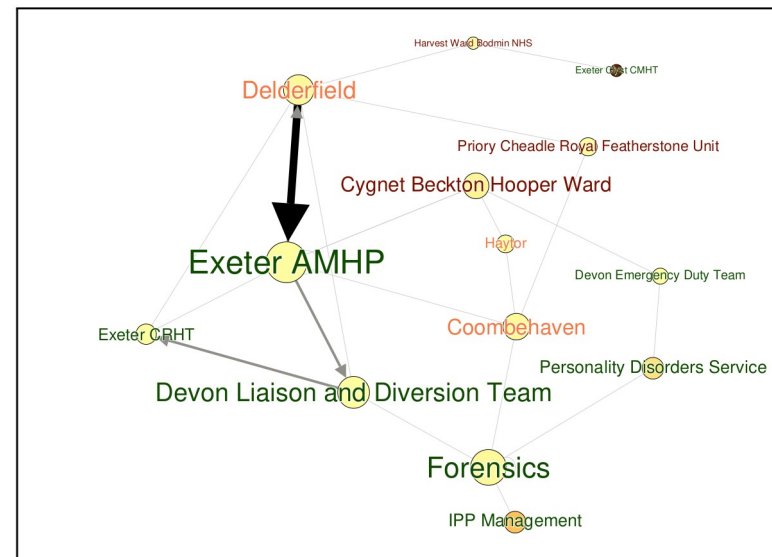 Harvest Ward Bodmin NHS
Exeter Clyst CMHT
Delderfield
Priory Cheadle Royal Featherstone Unit
Cygnet Beckton Hooper Ward
Haytor
Exeter AMHP
Devon Emergency Duty Team
Exeter CRHT
Coombehaven
Personality Disorders Service
Devon Liaison and Diversion Team
Forensics
IPP Management